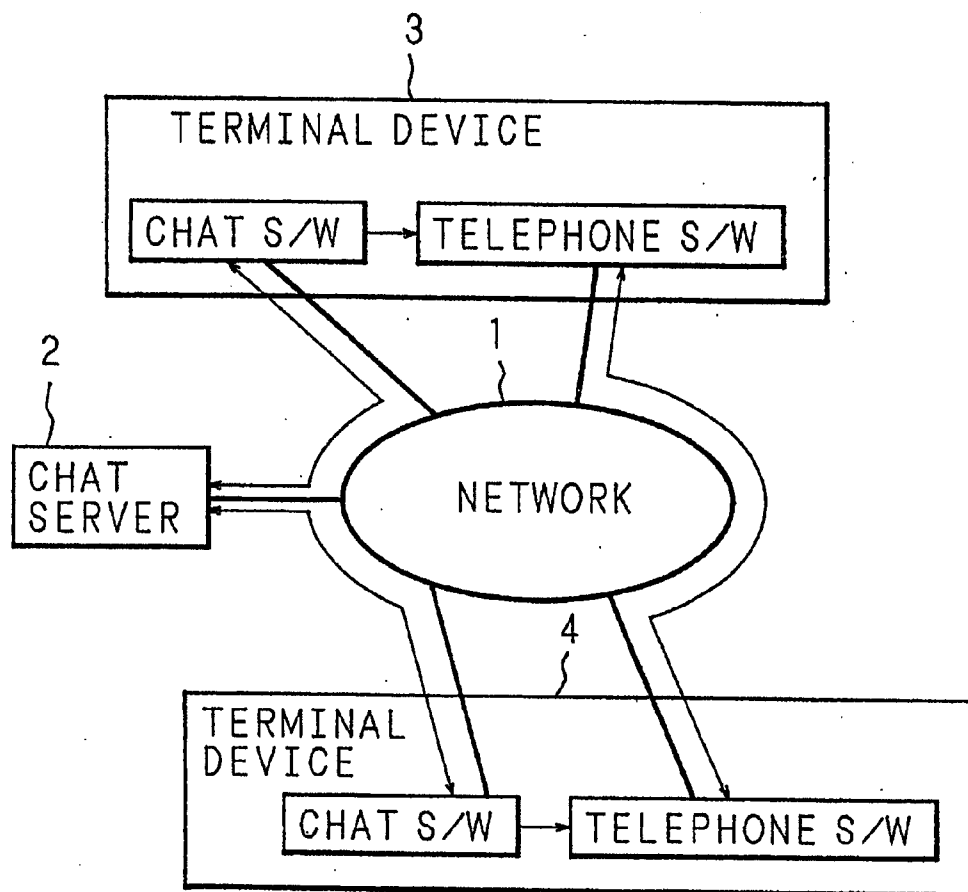 3
TERMINAL DEVICE
CHAT S/W
TELEPHONE S/W
1
2
CHAT
SERVER
NETWORK
4
TERMINAL
DEVICE
CHAT S/W
TELEPHONE S/W